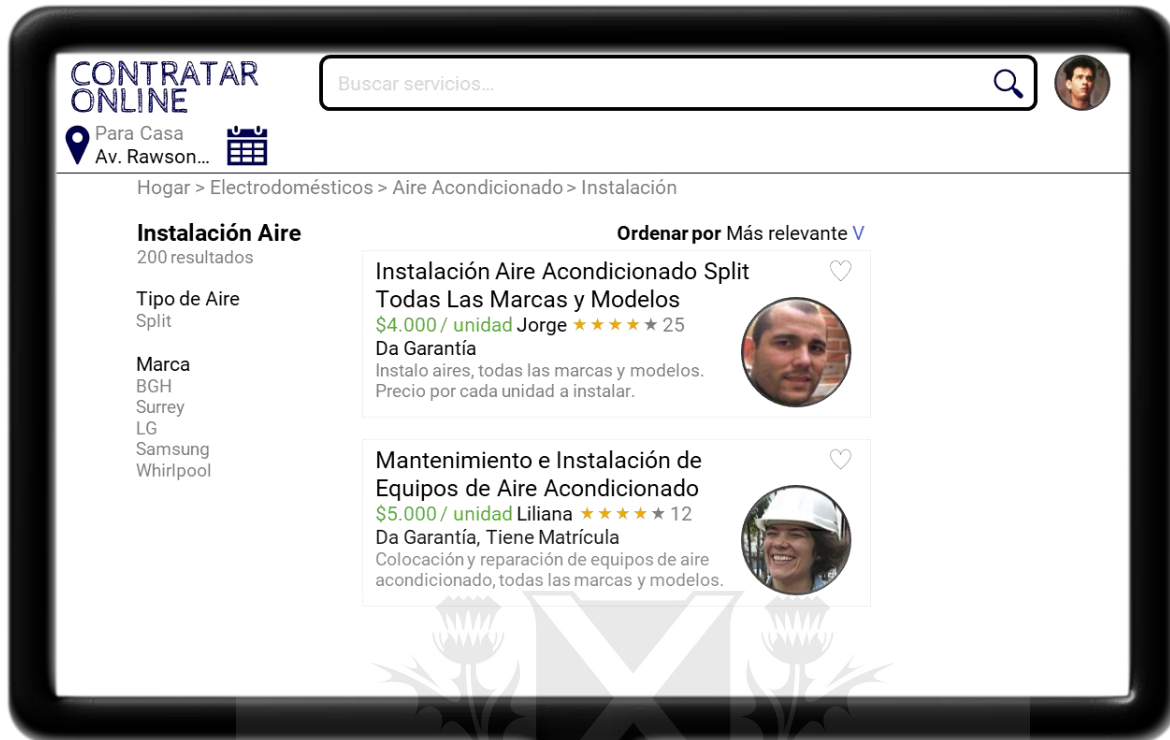 CONTRATAR
ONLINE
Buscar servicios...
Para Casa
Av. Rawson...
Hogar > Electrodomésticos > Aire Acondicionado > Instalación
Instalación Aire
200 resultados
Tipo de Aire
Split
Marca
BGH
Surrey
LG
Samsung
Whirlpool
Ordenar por Más relevante V
Instalación Aire Acondicionado Split
Todas Las Marcas y Modelos
$4.000 / unidad Jorge ★★★★★ 25
Da Garantía
Instalo aires, todas las marcas y modelos.
Precio por cada unidad a instalar.
Mantenimiento e Instalación de
Equipos de Aire Acondicionado
$5.000 / unidad Liliana ★★★★★ 12
Da Garantía, Tiene Matrícula
Colocación y reparación de equipos de aire
acondicionado, todas las marcas y modelos.